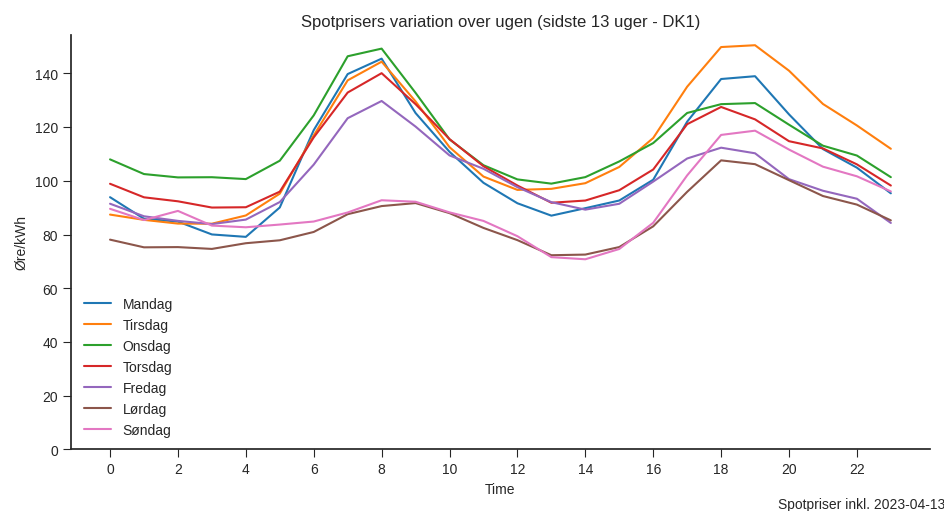 Spotprisers variation over ugen (sidste 13 uger - DK1)
Øre/kWh
140
120
100
80
60
40
20
0
Mandag
Tirsdag
Onsdag
Torsdag
Fredag
Lørdag
Søndag
0 2 4 6 8 10 12 14 16 18 20 22
Time
Spotpriser inkl. 2023-04-13